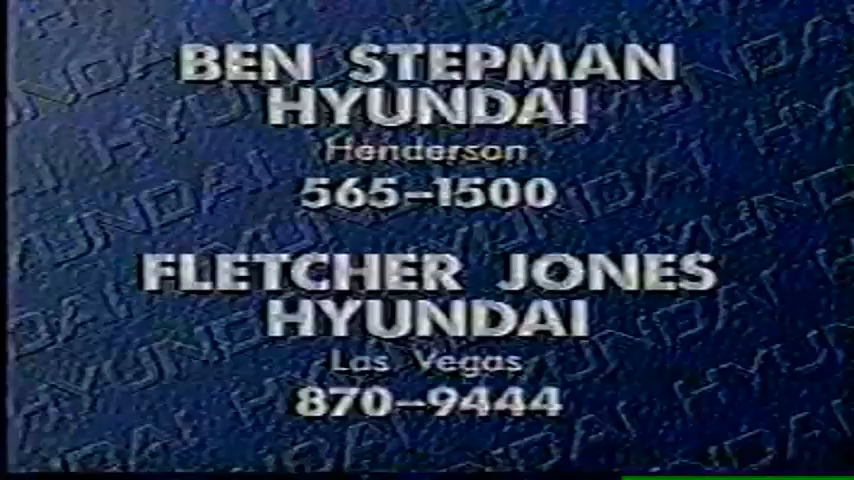 BEN STEPMAN
HYUNDAI
Henderson
565-1500
FLETCHER JONES
HYUNDAI
Las Vegas
870-9444